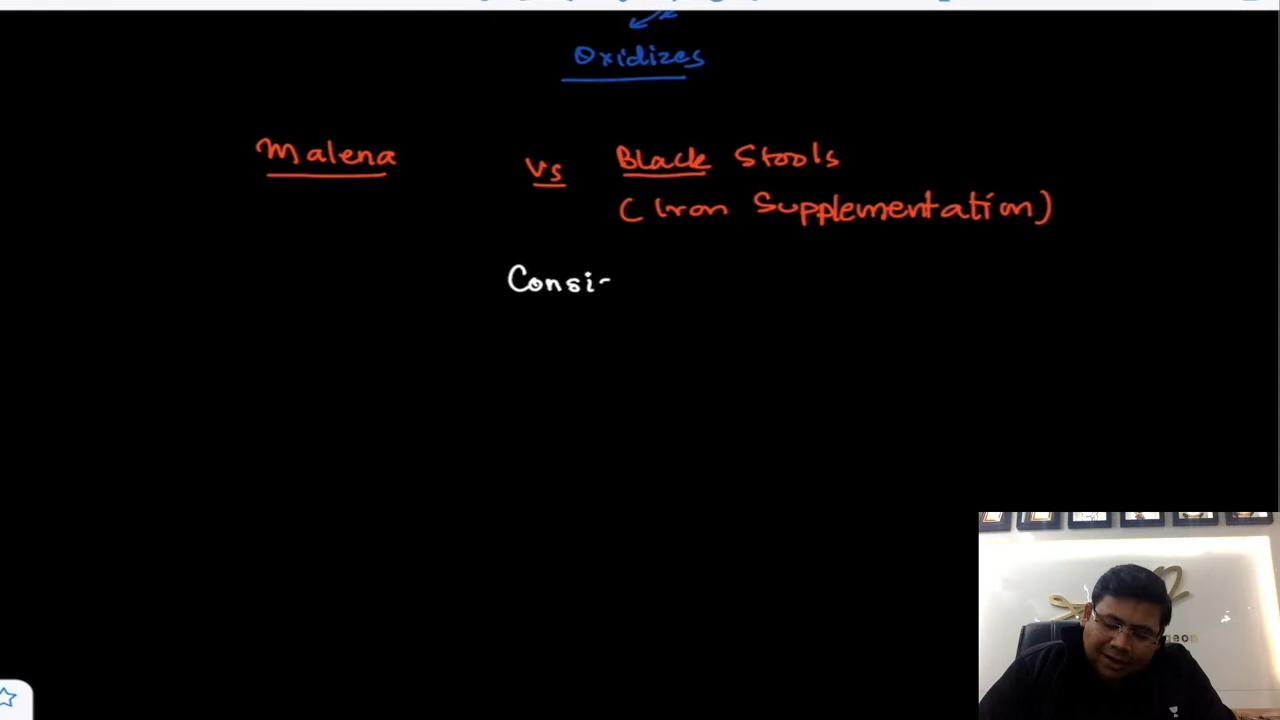 Oxidizes
Malena vs Black Stools
(Iron Supplementation)
Consi-